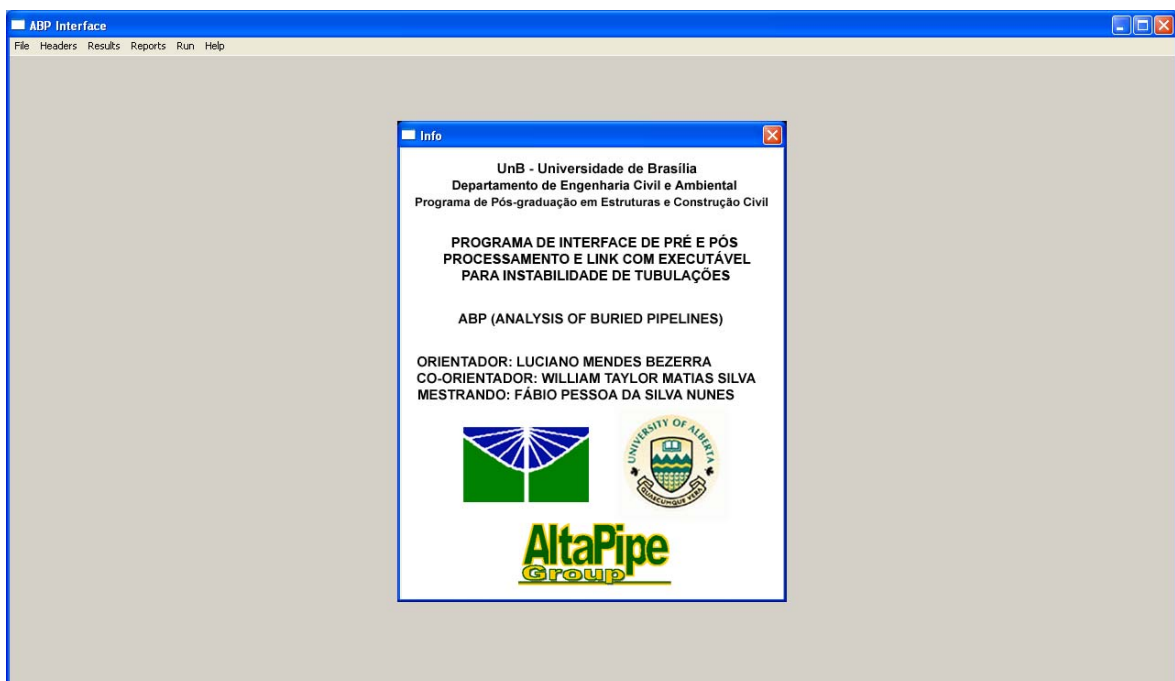 ABP Interface
File Headers Results Reports Run Help
Info
UnB - Universidade de Brasília
Departamento de Engenharia Civil e Ambiental
Programa de Pós-graduação em Estruturas e Construção Civil
PROGRAMA DE INTERFACE DE PRÉ E PÓS
PROCESSAMENTO E LINK COM EXECUTÁVEL
PARA INSTABILIDADE DE TUBULAÇÕES
ABP (ANALYSIS OF BURIED PIPELINES)
ORIENTADOR: LUCIANO MENDES BEZERRA
CO-ORIENTADOR: WILLIAM TAYLOR MATIAS SILVA
MESTRANDO: FÁBIO PESSOA DA SILVA NUNES
UNIVERSITY OF ALBERTA
QUAECUMQUE VERA
AltaPipe
Group